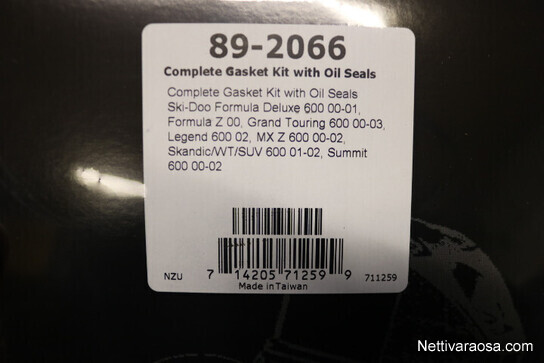 89-2066
Complete Gasket Kit with Oil Seals
Complete Gasket Kit with Oil Seals
Ski-Doo Formula Deluxe 600 00-01,
Formula Z 00, Grand Touring 600 00-03,
Legend 600 02, MX Z 600 00-02,
Skandic/WT/SUV 600 01-02, Summit
600 00-02
NZU 7 14205 71259 9 711259
Made in Taiwan
Nettivaraosa.com